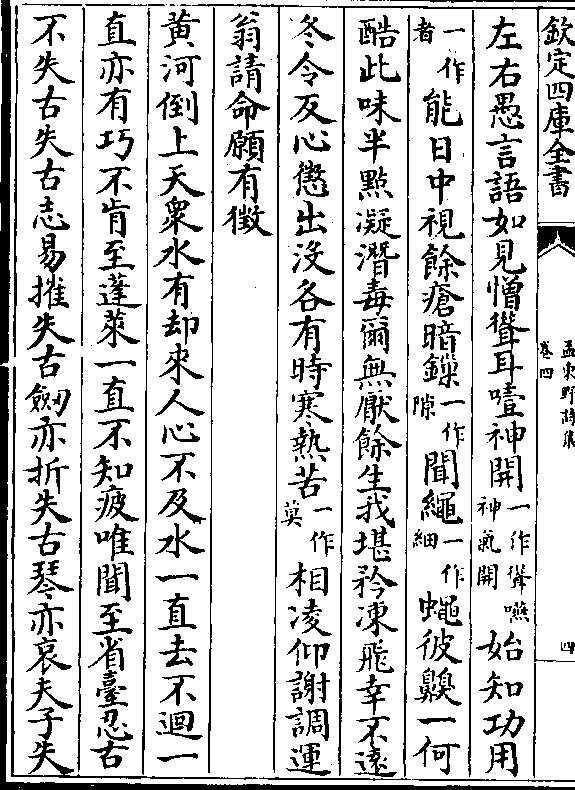 欽定四庫全書
孟東野詩集
卷四
四
左右愚言語如見憎聳耳噎神開一作聳嚥神氣開始知功用
一作者能日中視餘瘡暗鏁一作隙聞繩一作細蠅彼齅一何
酷此味半點凝潛毒爾無厭餘生我堪矜凍飛幸不遠
冬令反心懲出沒各有時寒熱苦一作莫相凌仰謝調運
翁請命願有徵
黄河倒上天衆水有却來人心不及水一直去不迴一
直亦有巧不肯至蓬萊一直不知疲唯聞至省臺忍古
不失古失古志易摧失古劒亦折失古琴亦哀夫子失